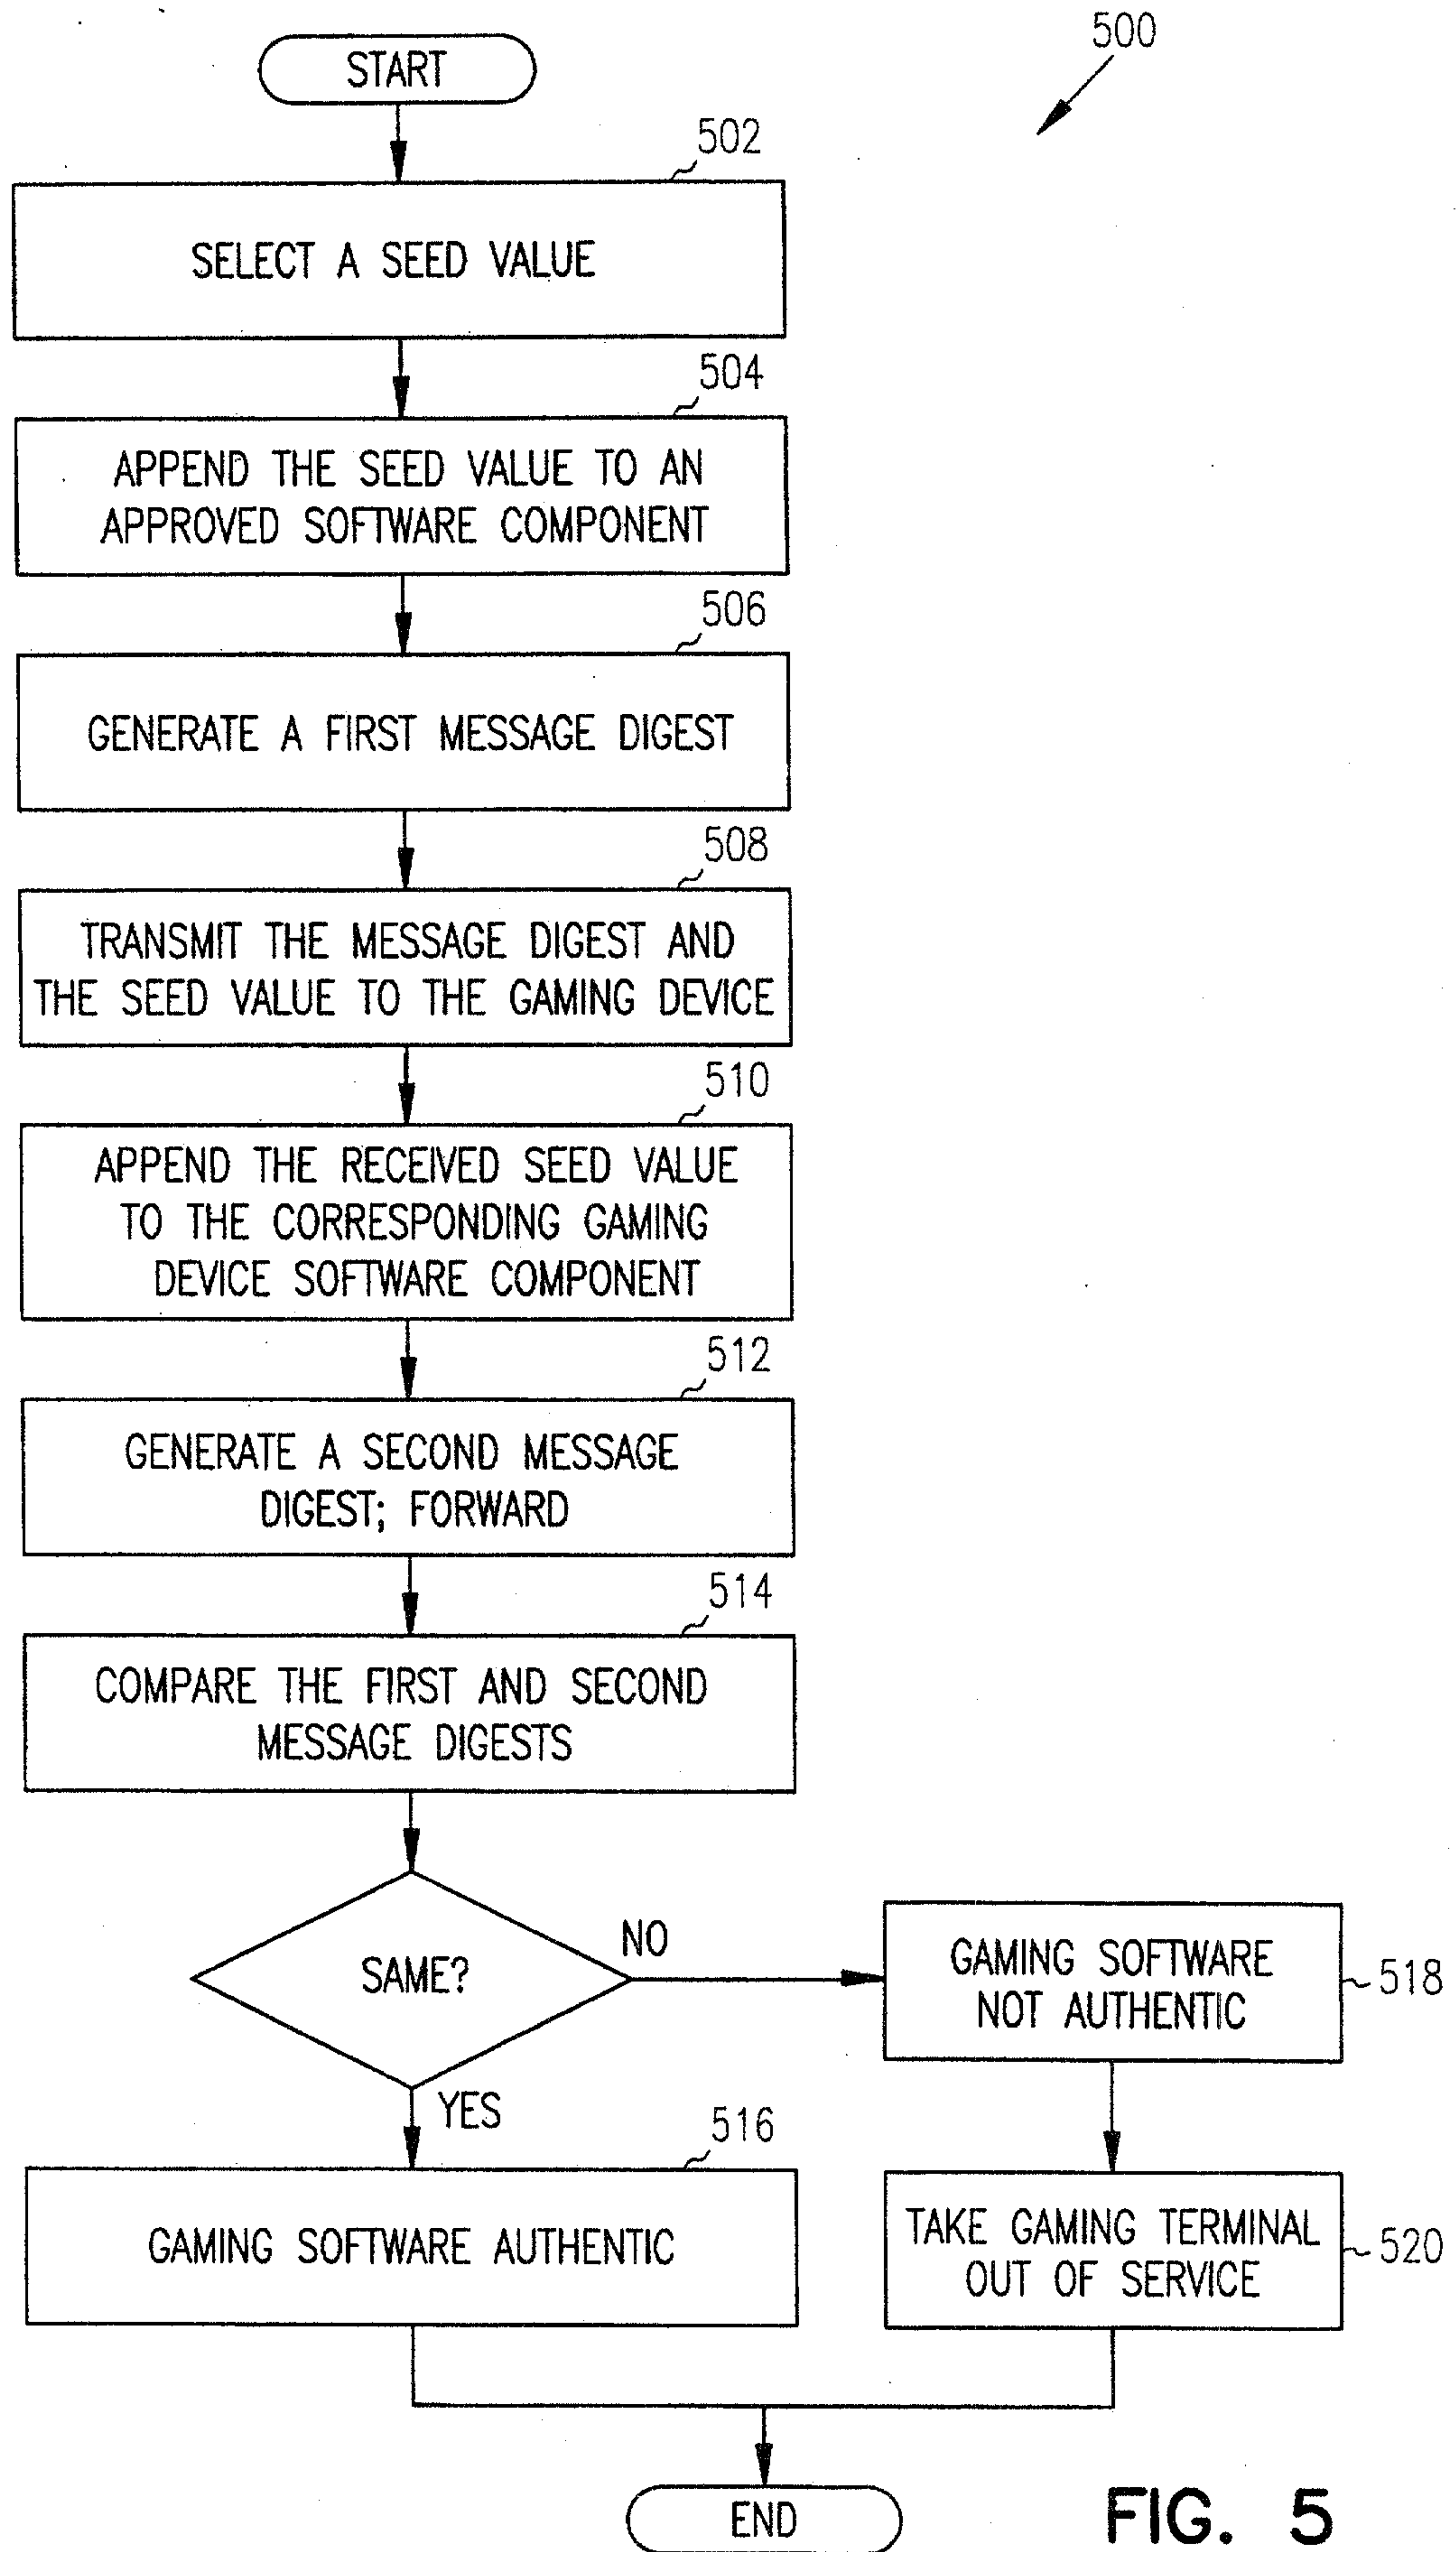 500
START
502
SELECT A SEED VALUE
504
APPEND THE SEED VALUE TO AN
APPROVED SOFTWARE COMPONENT
506
GENERATE A FIRST MESSAGE DIGEST
508
TRANSMIT THE MESSAGE DIGEST AND
THE SEED VALUE TO THE GAMING DEVICE
510
APPEND THE RECEIVED SEED VALUE
TO THE CORRESPONDING GAMING
DEVICE SOFTWARE COMPONENT
512
GENERATE A SECOND MESSAGE
DIGEST; FORWARD
514
COMPARE THE FIRST AND SECOND
MESSAGE DIGESTS
SAME?
NO
GAMING SOFTWARE
NOT AUTHENTIC
518
YES
516
GAMING SOFTWARE AUTHENTIC
TAKE GAMING TERMINAL
OUT OF SERVICE
520
END
FIG. 5